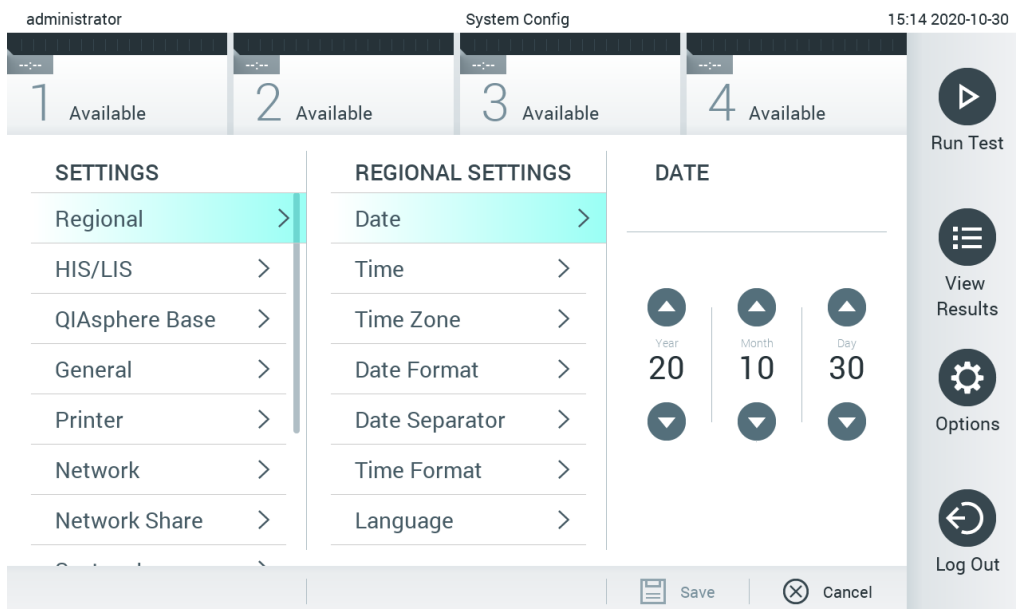 administrator System Config 15:14 2020-10-30
--:-- --:-- --:-- --:--
1 Available 2 Available 3 Available 4 Available
Run Test
SETTINGS REGIONAL SETTINGS DATE
Regional Date
HIS/LIS Time
View
Results
QIAsphere Base Time Zone
Year Month Day
20 10 30
General Date Format
Printer Date Separator
Options
Network Time Format
Network Share Language
Log Out
Save Cancel